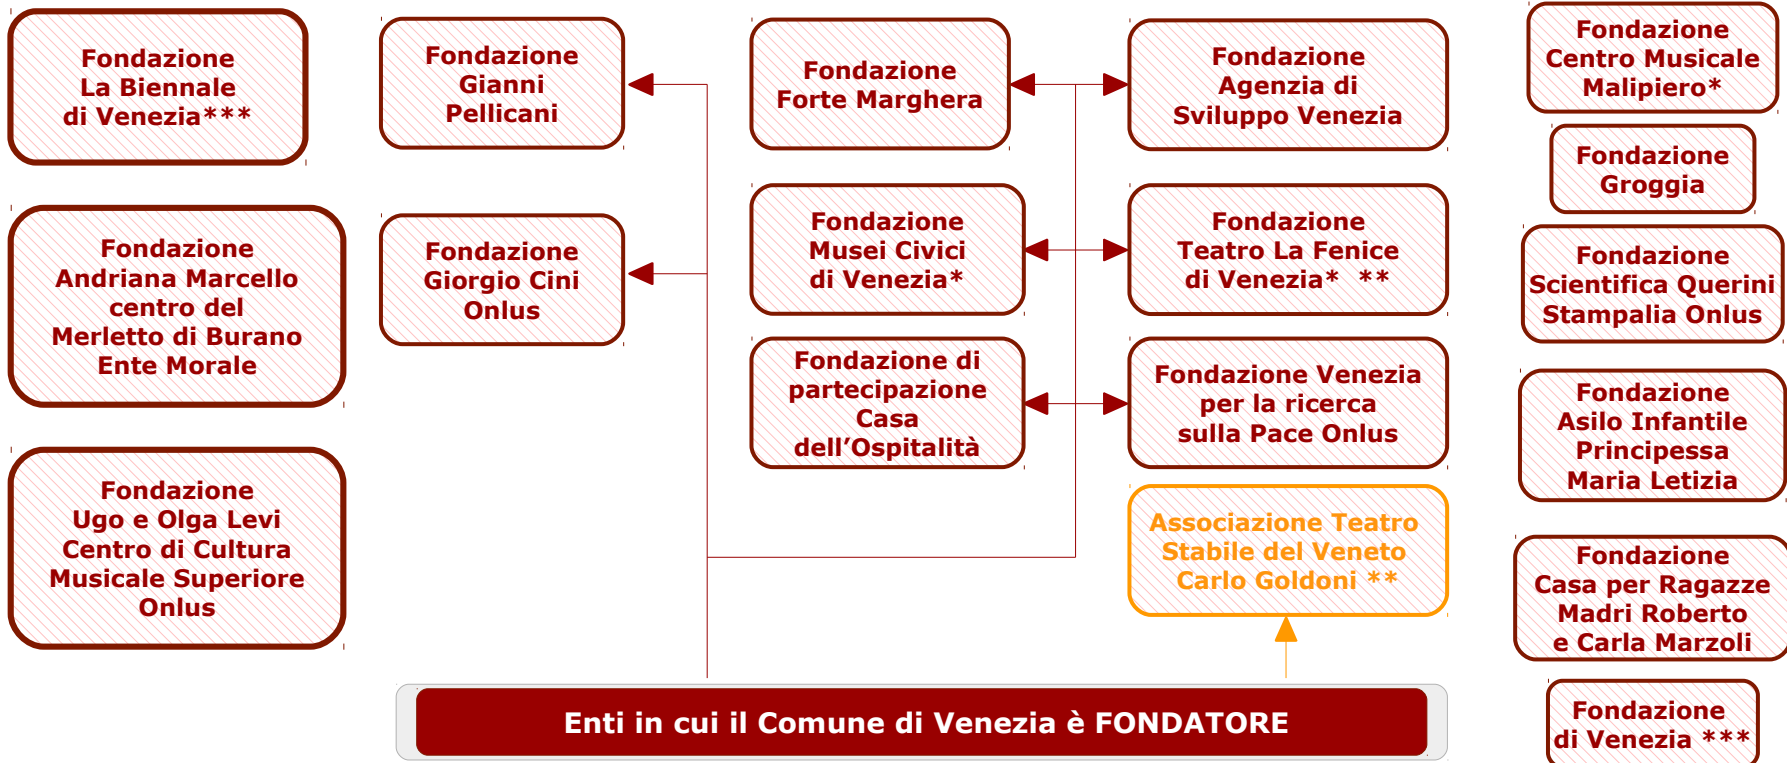 Fondazione
La Biennale
di Venezia***
Fondazione
Andriana Marcello
centro del
Merletto di Burano
Ente Morale
Fondazione
Ugo e Olga Levi
Centro di Cultura
Musicale Superiore
Onlus
Fondazione
Gianni
Pellicani
Fondazione
Giorgio Cini
Onlus
Fondazione
Forte Marghera
Fondazione
Musei Civici
di Venezia*
Fondazione di
partecipazione
Casa
dell’Ospitalità
Fondazione
Agenzia di
Sviluppo Venezia
Fondazione
Teatro La Fenice
di Venezia* **
Fondazione Venezia
per la ricerca
sulla Pace Onlus
Associazione Teatro
Stabile del Veneto
Carlo Goldoni **
Fondazione
Centro Musicale
Malipiero*
Fondazione
Groggia
Fondazione
Scientifica Querini
Stampalia Onlus
Fondazione
Asilo Infantile
Principessa
Maria Letizia
Fondazione
Casa per Ragazze
Madri Roberto
e Carla Marzoli
Fondazione
di Venezia ***
Enti in cui il Comune di Venezia è FONDATORE